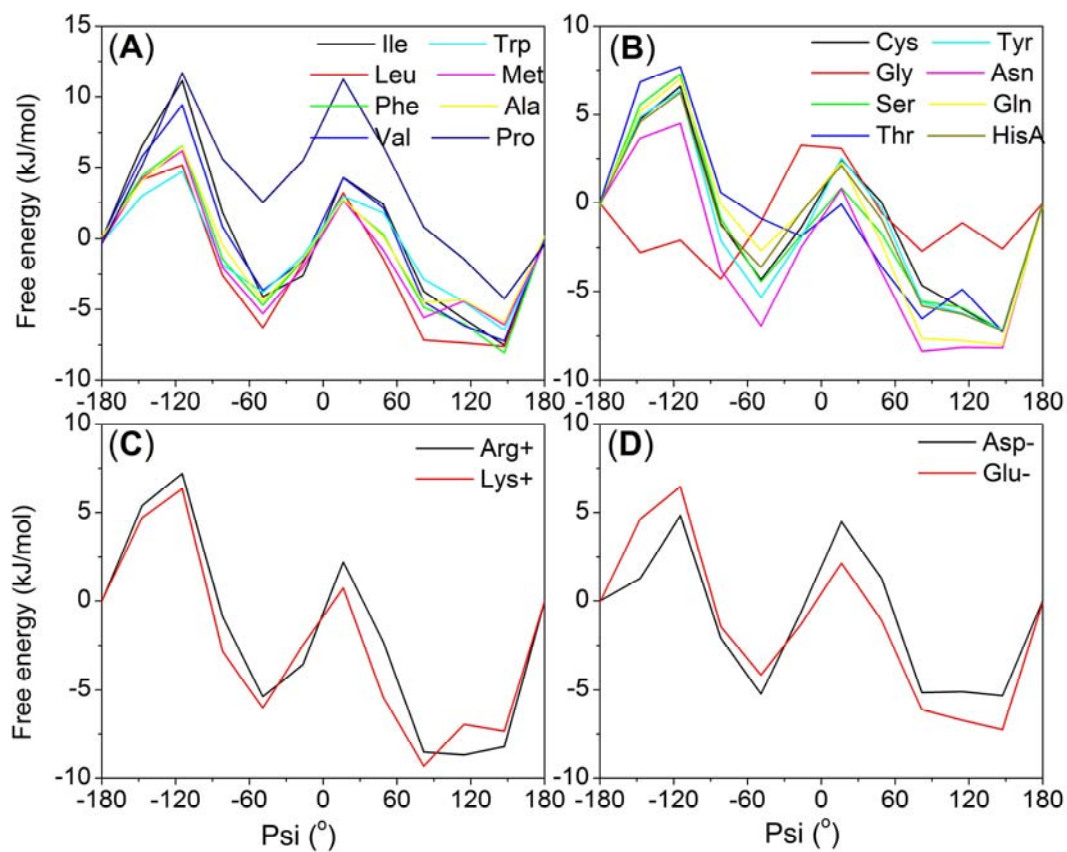 (A)
Ile Trp
Leu Met
Phe Ala
Val Pro
15
10
5
0
-5
-10
-180 -120 -60 0 60 120 180
Free energy (kJ/mol)
(B)
Cys Tyr
Gly Asn
Ser Gln
Thr HisA
10
5
0
-5
-10
-180 -120 -60 0 60 120 180
(C)
Arg+
Lys+
10
5
0
-5
-10
-180 -120 -60 0 60 120 180
Free energy (kJ/mol)
Psi (°)
(D)
Asp-
Glu-
10
5
0
-5
-10
-180 -120 -60 0 60 120 180
Psi (°)